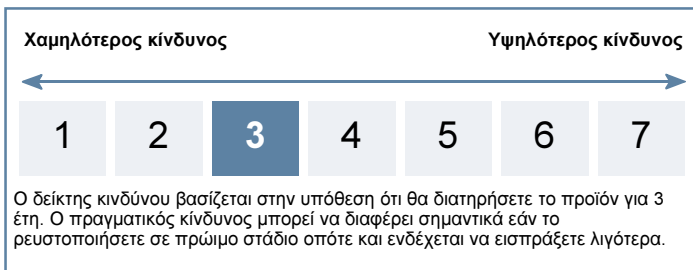 Χαμηλότερος κίνδυνος Υψηλότερος κίνδυνος
1 2 3 4 5 6 7
Ο δείκτης κινδύνου βασίζεται στην υπόθεση ότι θα διατηρήσετε το προϊόν για 3
έτη. Ο πραγματικός κίνδυνος μπορεί να διαφέρει σημαντικά εάν το
ρευστοποιήσετε σε πρώιμο στάδιο οπότε και ενδέχεται να εισπράξετε λιγότερα.